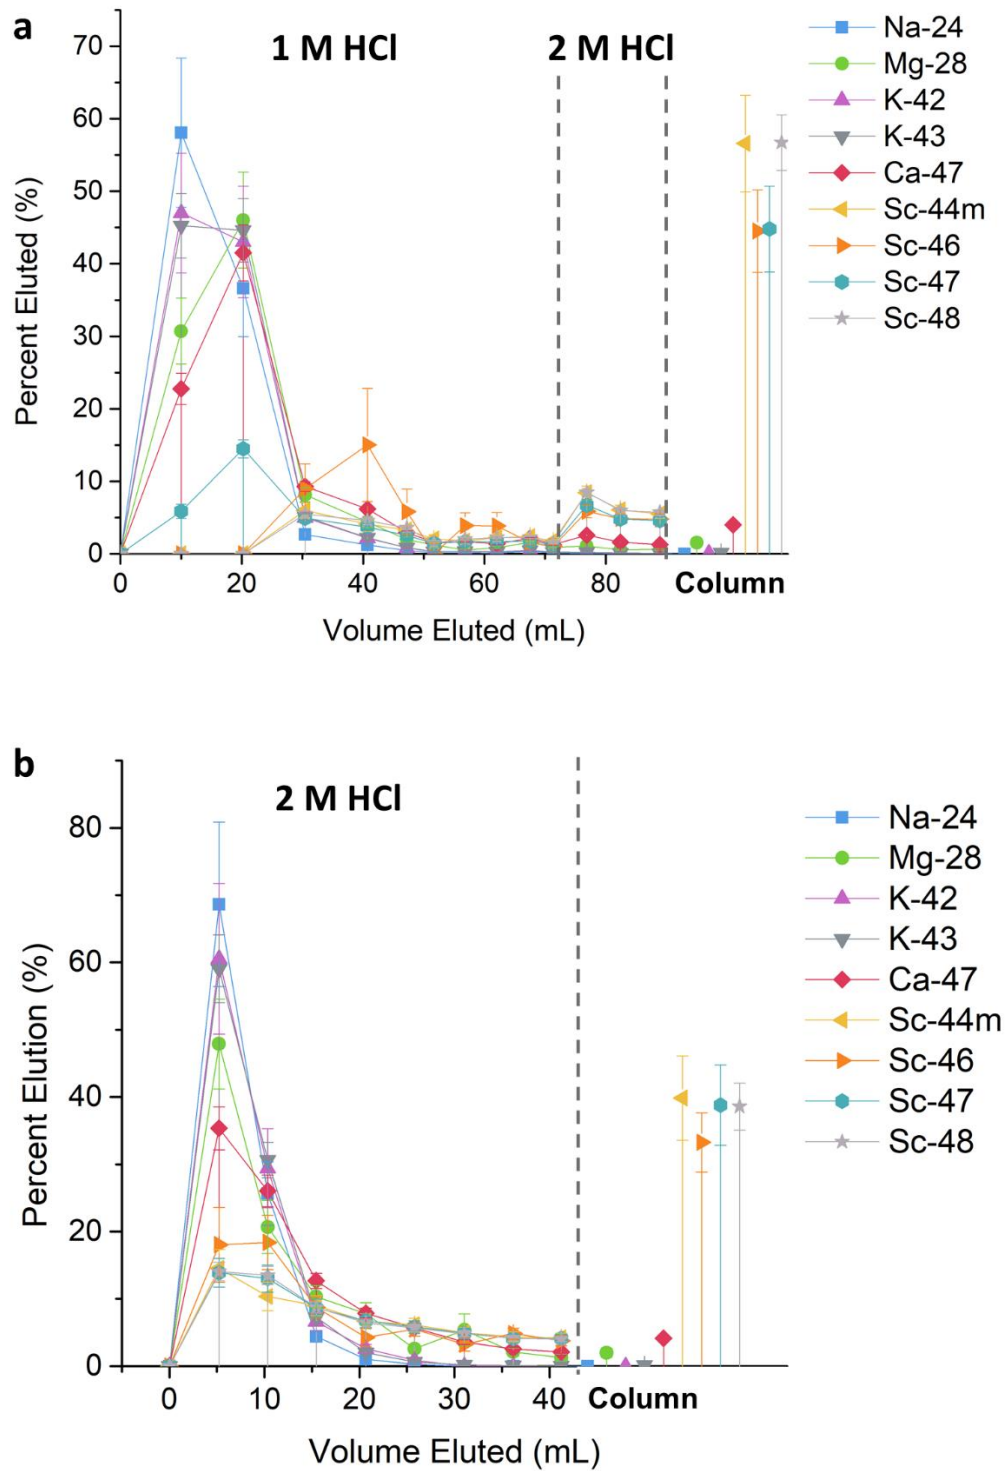 a
1 M HCl
2 M HCl
Percent Eluted (%)
70
60
50
40
30
20
10
0
0
20
40
60
80
Column
Volume Eluted (mL)
Na-24
Mg-28
K-42
K-43
Ca-47
Sc-44m
Sc-46
Sc-47
Sc-48
b
2 M HCl
Percent Elution (%)
80
60
40
20
0
0
10
20
30
40
Column
Volume Eluted (mL)
Na-24
Mg-28
K-42
K-43
Ca-47
Sc-44m
Sc-46
Sc-47
Sc-48